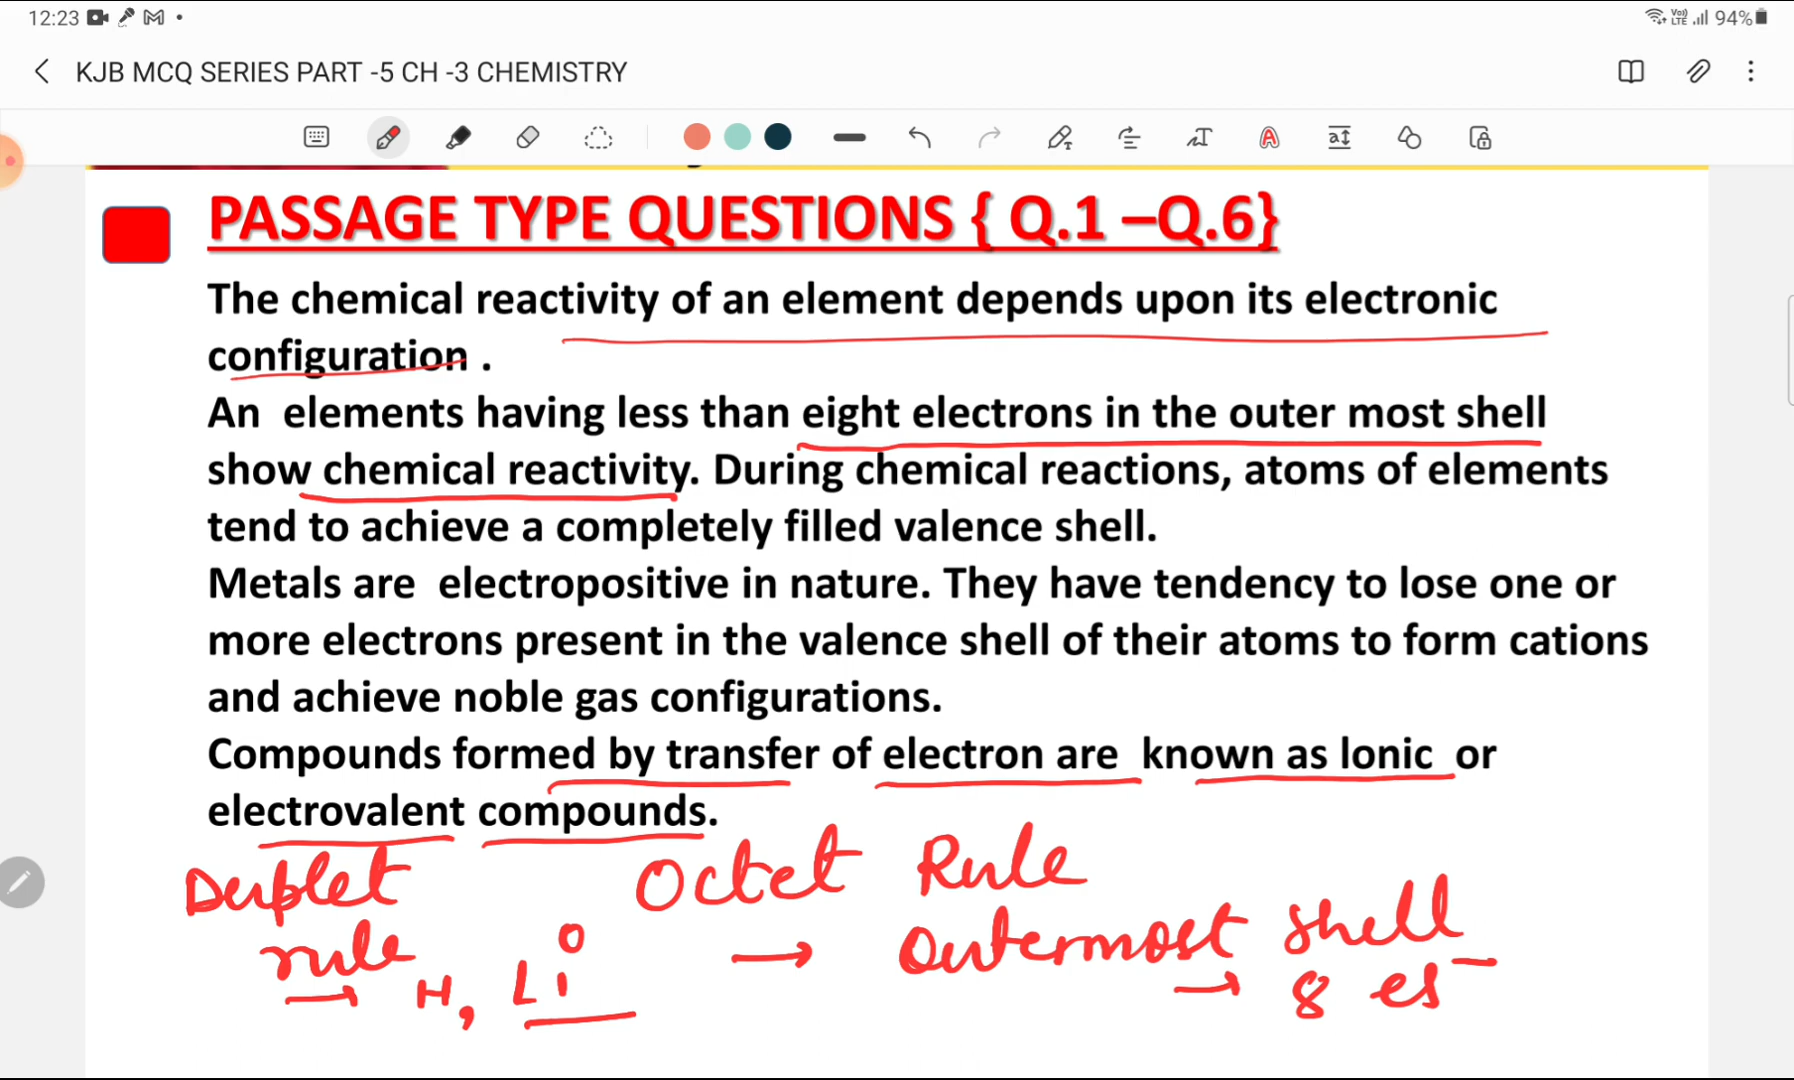 12:23
Vo)) LTE 94%
KJB MCQ SERIES PART -5 CH -3 CHEMISTRY
PASSAGE TYPE QUESTIONS { Q.1 –Q.6}
The chemical reactivity of an element depends upon its electronic
configuration .
An elements having less than eight electrons in the outer most shell
show chemical reactivity. During chemical reactions, atoms of elements
tend to achieve a completely filled valence shell.
Metals are electropositive in nature. They have tendency to lose one or
more electrons present in the valence shell of their atoms to form cations
and achieve noble gas configurations.
Compounds formed by transfer of electron are known as Ionic or
electrovalent compounds.
Duplet Octet Rule
rule → Outermost shell
→ H, Li → 8 es⁻